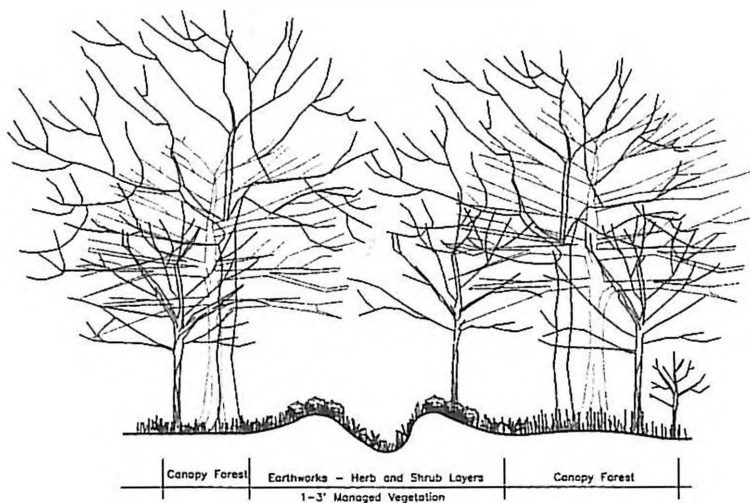 Canopy Forest Earthworks - Herb and Shrub Layers Canopy Forest
1-3' Managed Vegetation